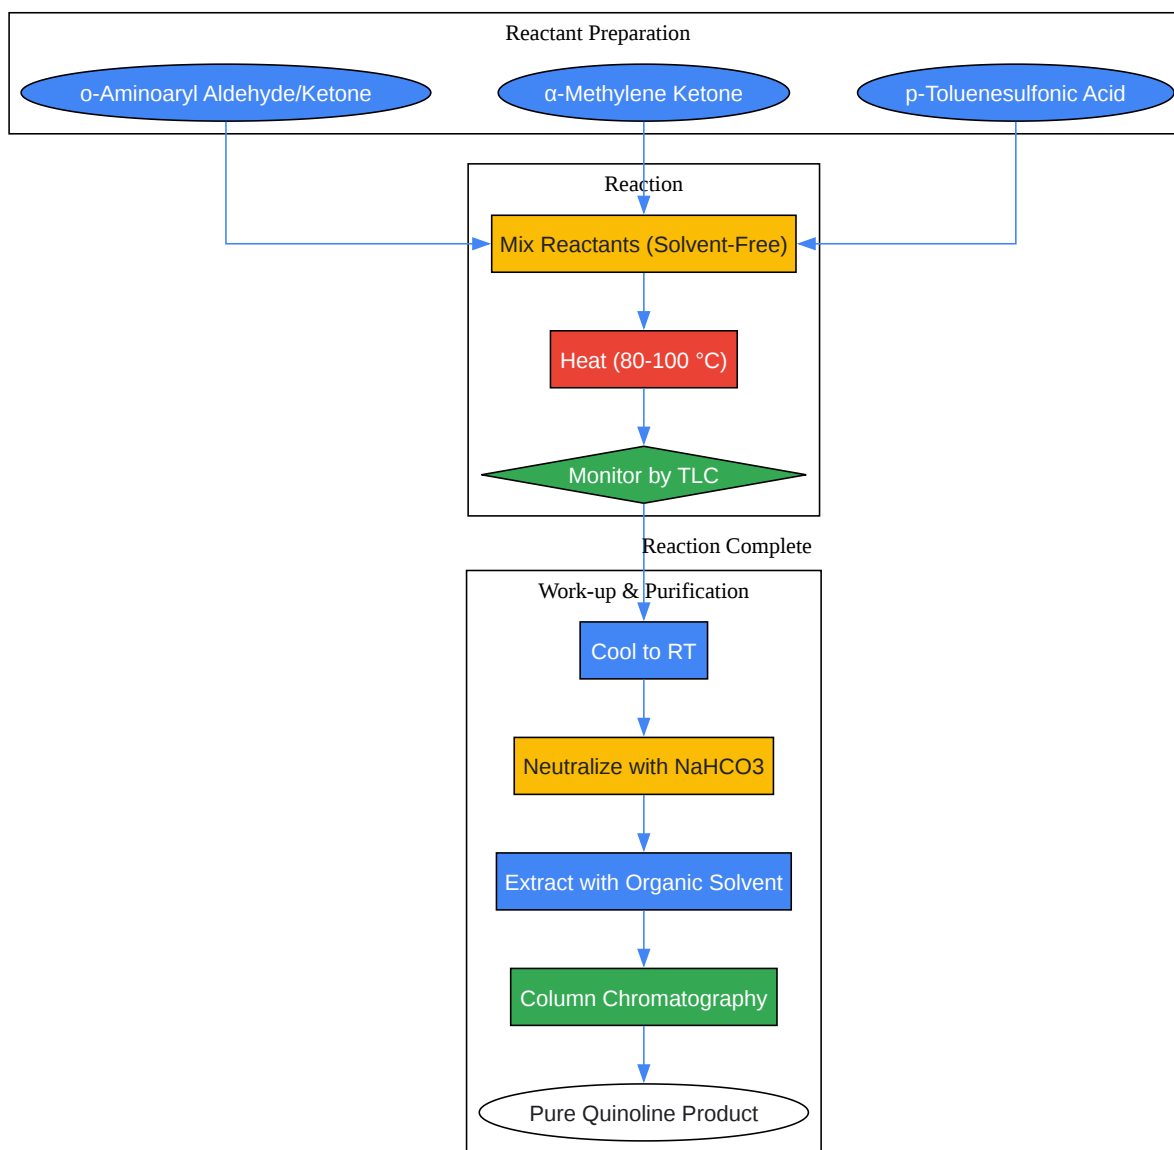 Reactant Preparation
o-Aminoaryl Aldehyde/Ketone
α-Methylene Ketone
p-Toluenesulfonic Acid
Reaction
Mix Reactants (Solvent-Free)
Heat (80-100 °C)
Monitor by TLC
Reaction Complete
Work-up & Purification
Cool to RT
Neutralize with NaHCO3
Extract with Organic Solvent
Column Chromatography
Pure Quinoline Product